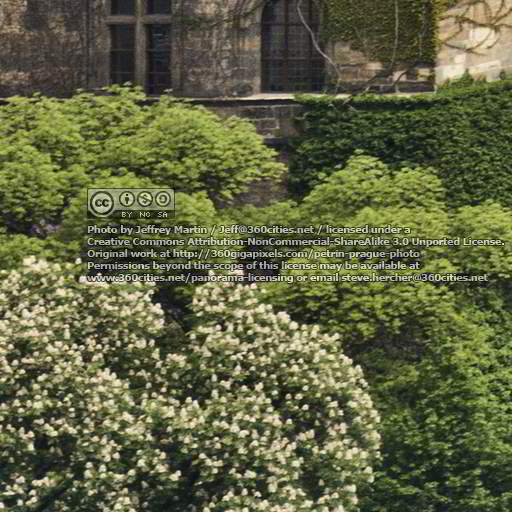 cc
BY NO SA
Photo by Jeffrey Martin / Jeff@360cities.net / licensed under a
Creative Commons Attribution-NonCommercial-ShareAlike 3.0 Unported License.
Original work at http://360gigapixels.com/petrin-prague-photo
Permissions beyond the scope of this license may be available at
www.360cities.net/panorama-licensing or email steve.hercher@360cities.net